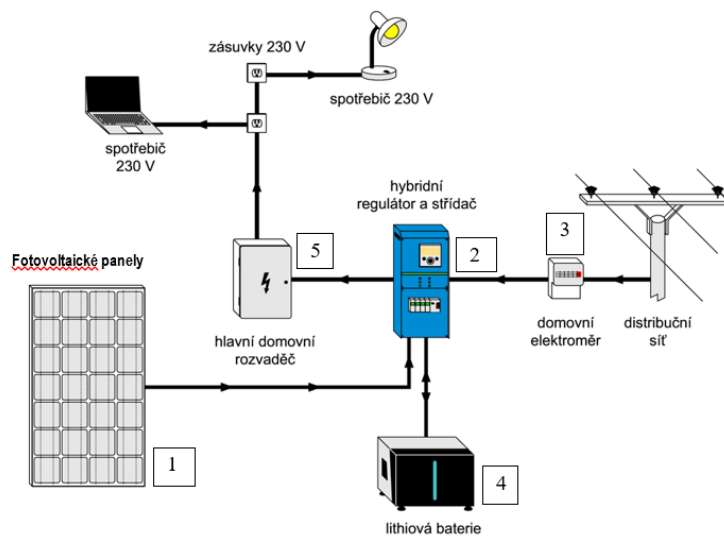 zásuvky 230 V
spotřebič 230 V
spotřebič
230 V
hybridní
regulátor a střídač
3
5
2
Fotovoltaické panely
hlavní domovní
rozvaděč
domovní
elektroměr
distribuční
síť
1
4
lithiová baterie